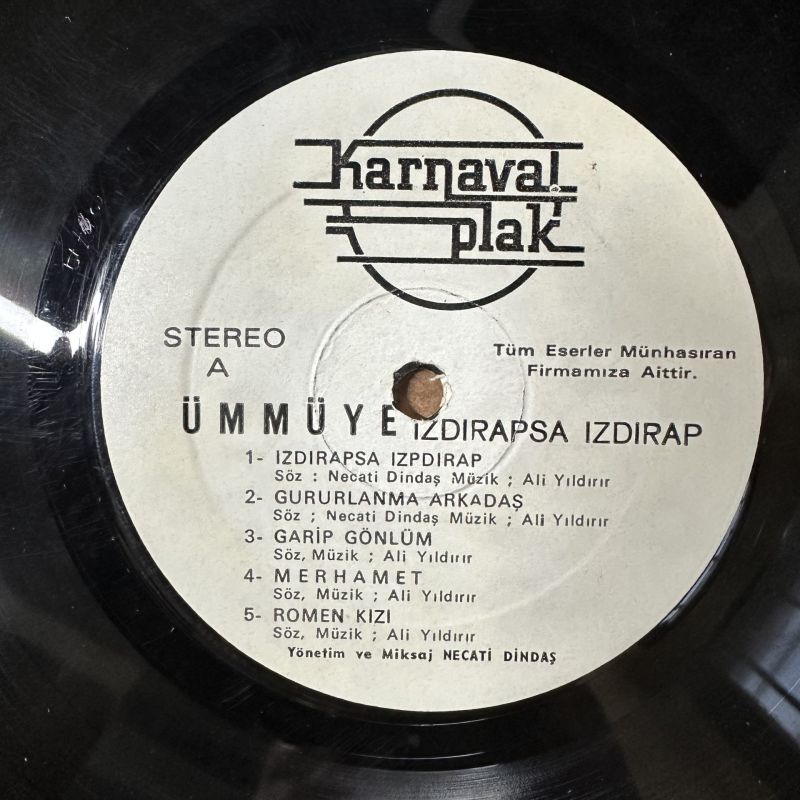 Karnaval
plak
STEREO
A
Tüm Eserler Münhasıran
Firmamıza Aittir.
ÜMMÜYE IZDIRAPSA IZDIRAP
1- IZDIRAPSA IZPDIRAP
Söz : Necati Dindaş Müzik ; Ali Yıldırır
2- GURURLANMA ARKADAŞ
Söz ; Necati Dindaş Müzik ; Ali Yıldırır
3- GARİP GÖNLÜM
Söz, Müzik ; Ali Yıldırır
4- MERHAMET
Söz, Müzik ; Ali Yıldırır
5- ROMEN KIZI
Söz, Müzik ; Ali Yıldırır
Yönetim ve Miksaj NECATİ DİNDAŞ